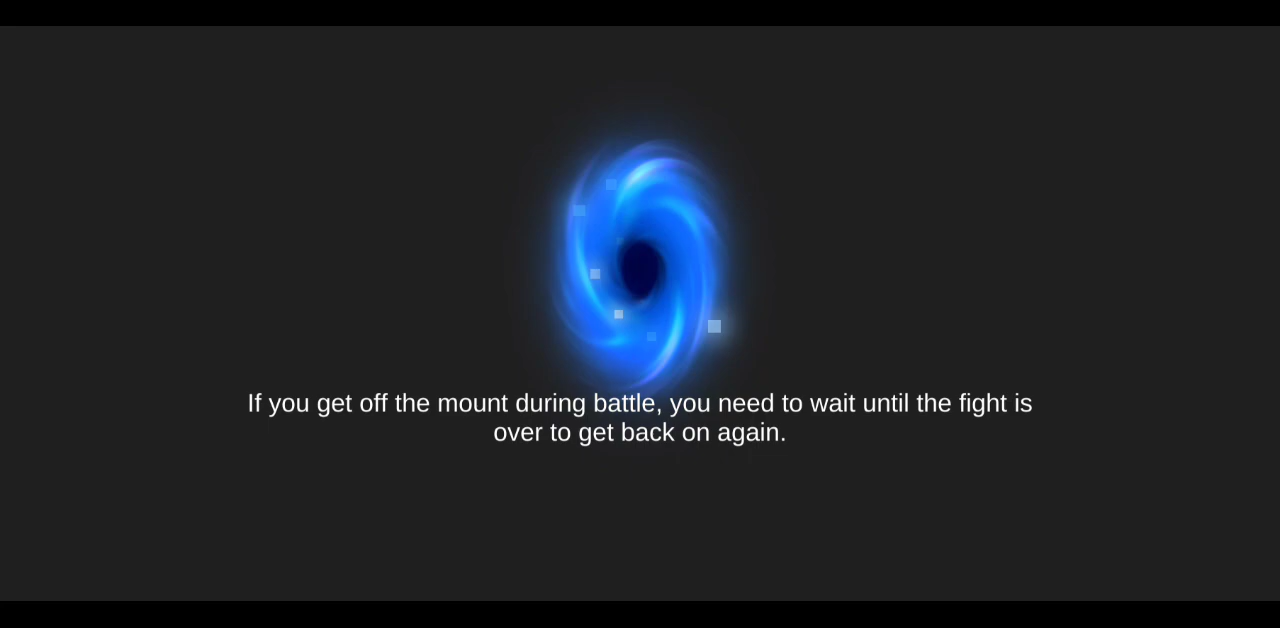 If you get off the mount during battle, you need to wait until the fight is
over to get back on again.